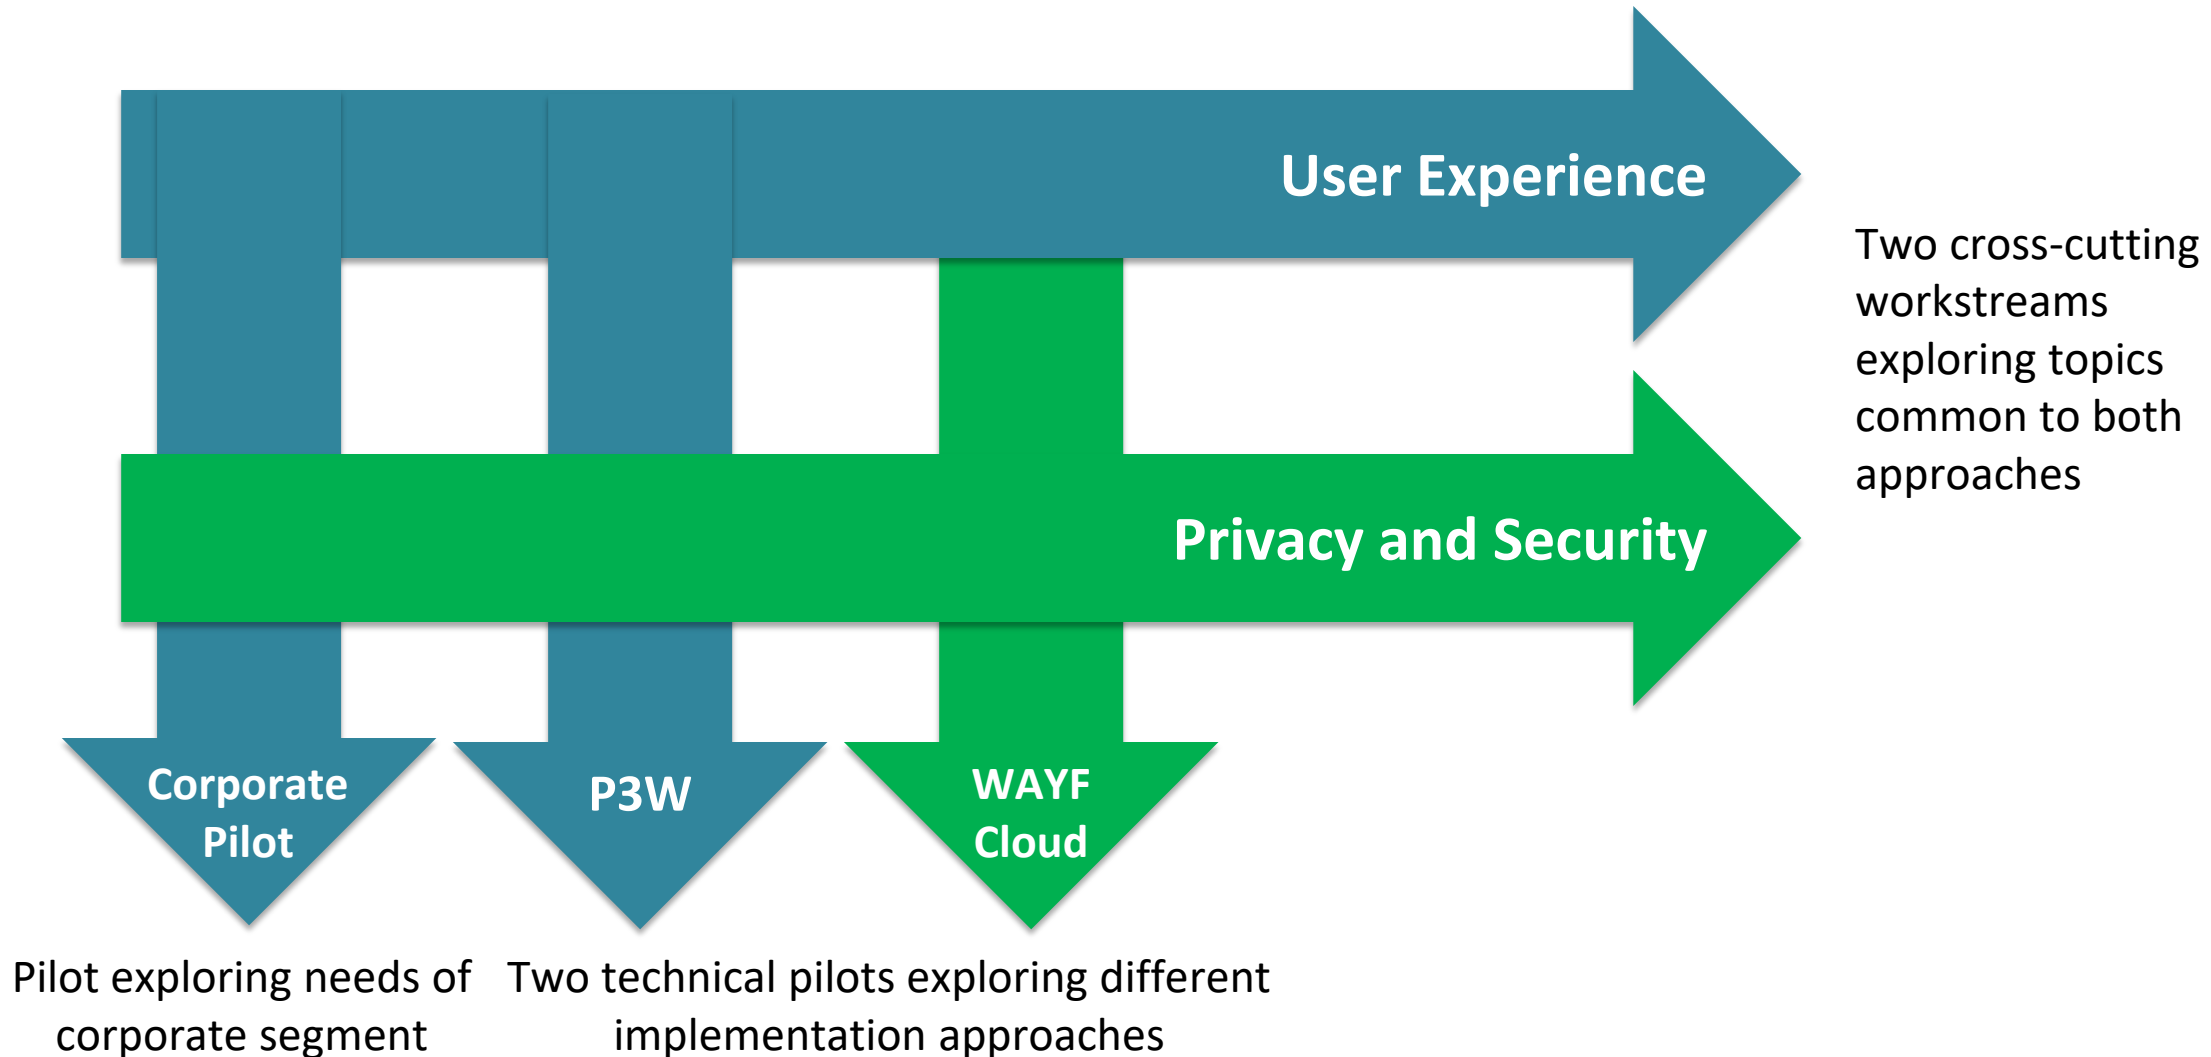 User Experience
Two cross-cutting
workstreams
exploring topics
common to both
approaches
Privacy and Security
Corporate
Pilot
P3W
WAYF
Cloud
Pilot exploring needs of
corporate segment
Two technical pilots exploring different
implementation approaches